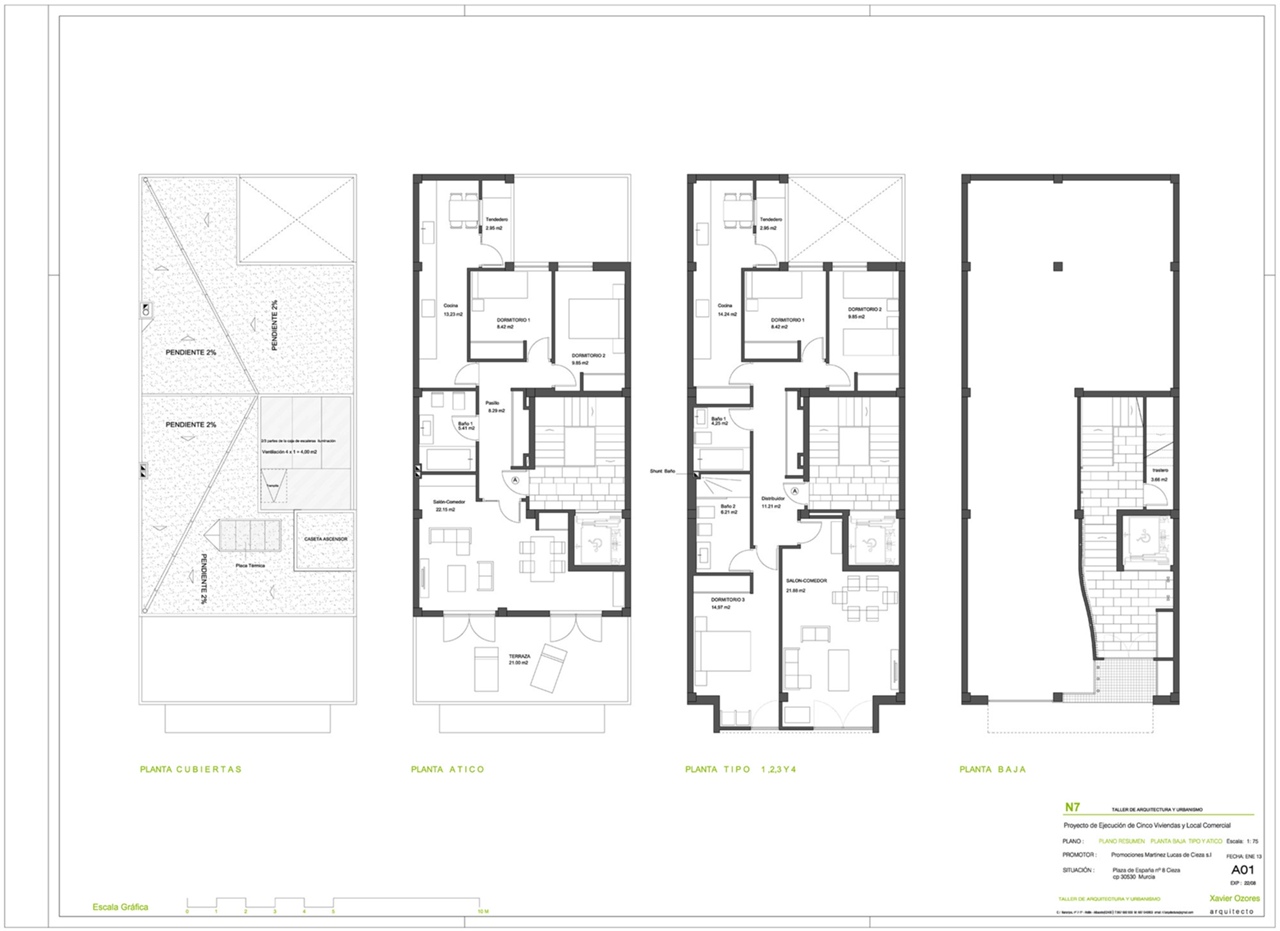 PENDIENTE 2%
PENDIENTE 2%
PENDIENTE 2%
2/3 partes de la caja de escaleras iluminación
Ventilación 4 x 1 = 4,00 m2
Placa Térmica
CASETA ASCENSOR
PENDIENTE 2%
PLANTA CUBIERTAS
Tendedero
2.95 m2
Cocina
13.23 m2
DORMITORIO 1
8.42 m2
DORMITORIO 2
9.85 m2
Pasillo
8.29 m2
Baño 1
5.41 m2
A
Salón-Comedor
22.15 m2
TERRAZA
21.00 m2
PLANTA ATICO
Tendedero
2.95 m2
Cocina
14.24 m2
DORMITORIO 1
8.42 m2
DORMITORIO 2
9.85 m2
Baño 1
4.25 m2
Shunt Baño
A
Baño 2
6.21 m2
Distribuidor
11.21 m2
SALON-COMEDOR
21.86 m2
DORMITORIO 3
14,97 m2
PLANTA TIPO 1,2,3 Y 4
trastero
3.66 m2
PLANTA BAJA
N7 TALLER DE ARQUITECTURA Y URBANISMO
Proyecto de Ejecución de Cinco Viviendas y Local Comercial
PLANO : PLANO RESUMEN PLANTA BAJA TIPO Y ATICO Escala: 1: 75
PROMOTOR : Promociones Martinez Lucas de Cieza s.l FECHA: ENE 13
SITUACIÓN : Plaza de España nº 8 Cieza
cp 30530 Murcia
A01
EXP : 22/08
TALLER DE ARQUITECTURA Y URBANISMO Xavier Ozores
arquitecto
Escala Gráfica
0 1 2 3 4 5 10 M